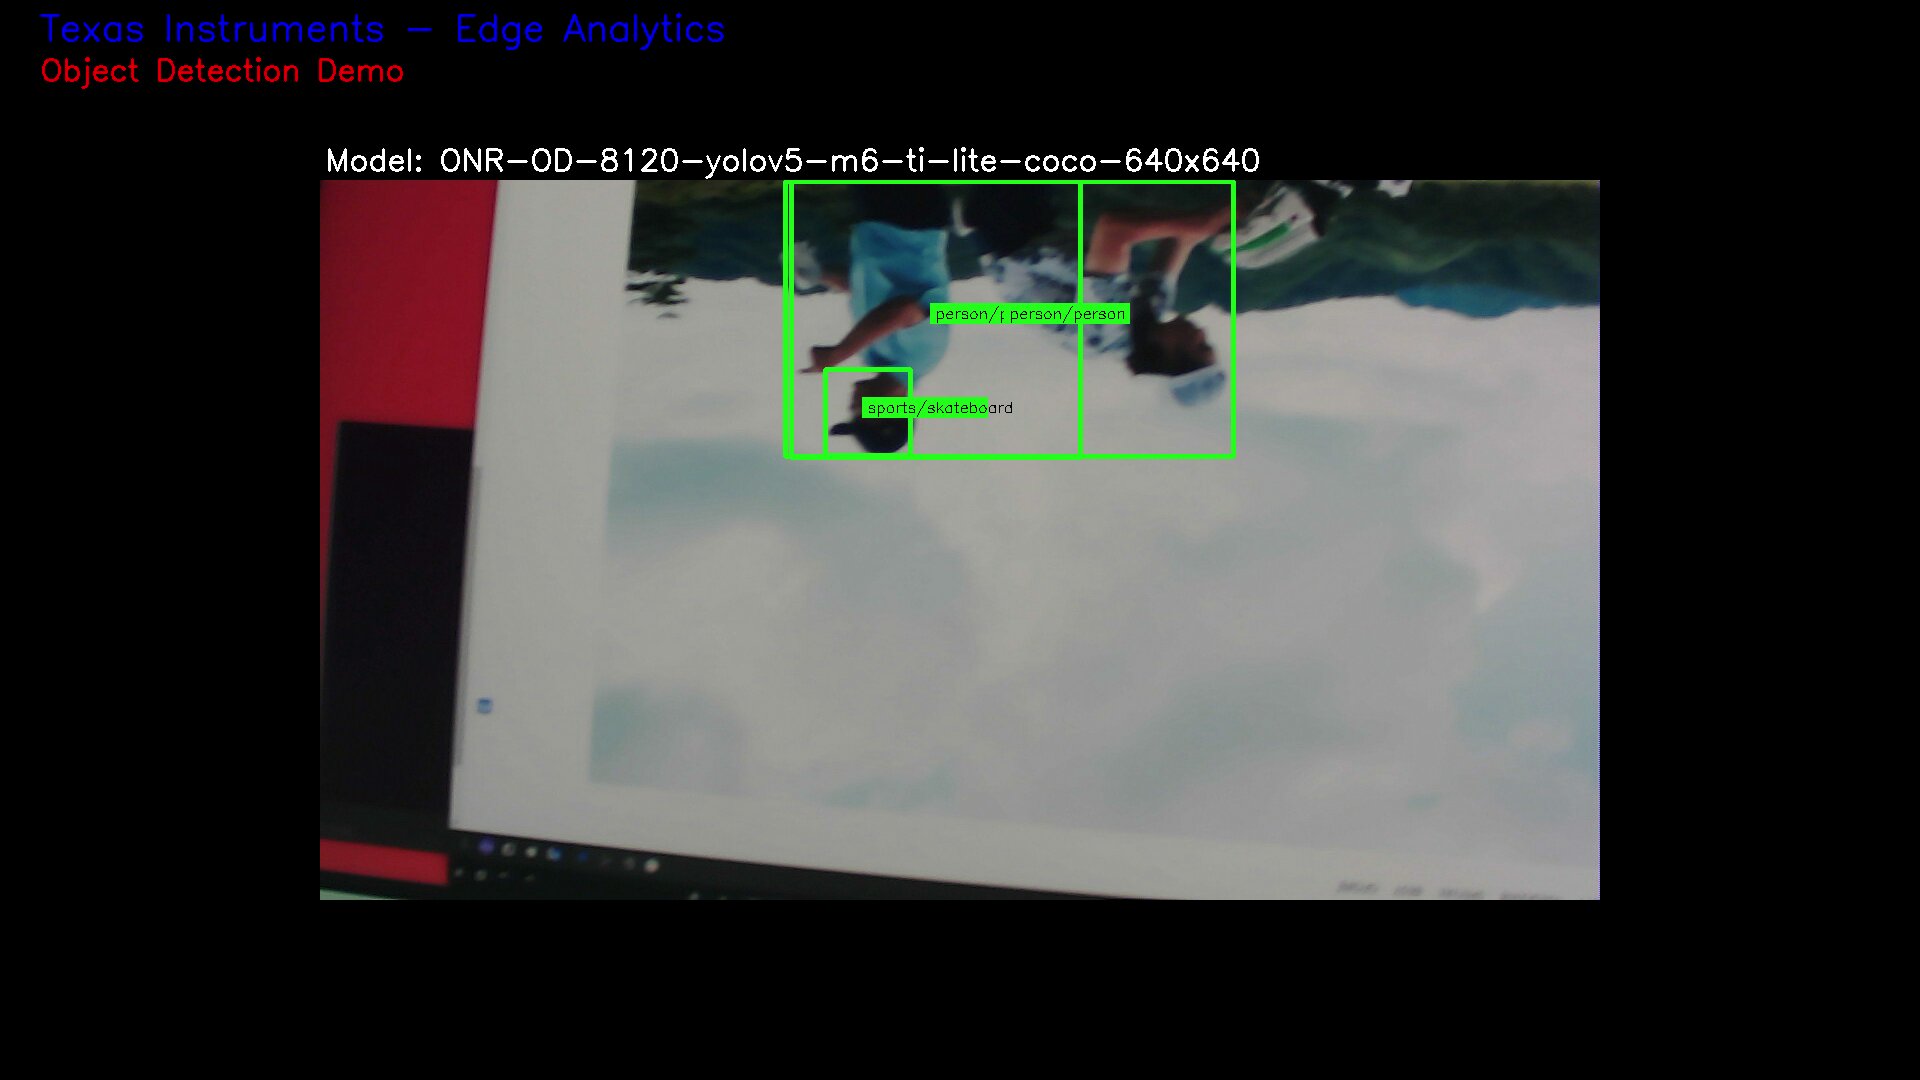 Texas Instruments - Edge Analytics
Object Detection Demo
Model: ONR-OD-8120-yolov5-m6-ti-lite-coco-640x640
person/p person/person
sports/skateboard